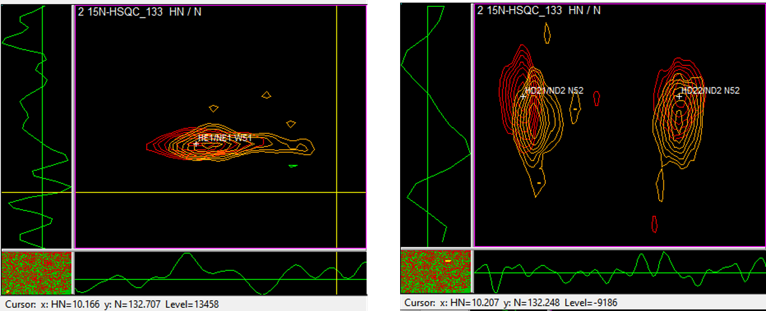 2 15N-HSQC_133 HN / N
HE1/NE1 W51
Cursor: x: HN=10.166 y: N=132.707 Level=13458
2 15N-HSQC_133 HN / N
HD21/ND2 N52
HD22/ND2 N52
Cursor: x: HN=10.207 y: N=132.248 Level=-9186